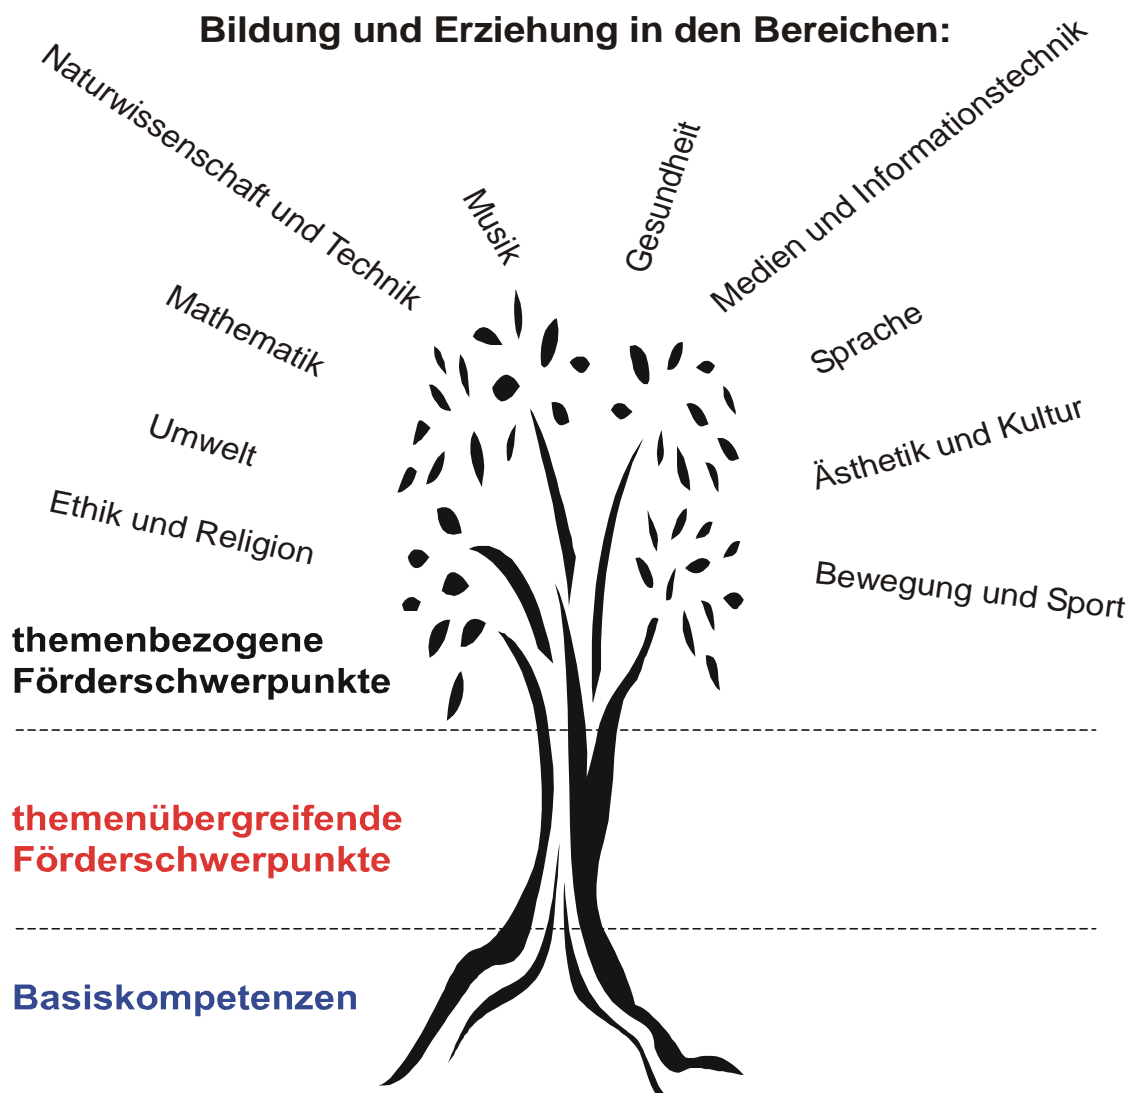 Bildung und Erziehung in den Bereichen:
Naturwissenschaft und Technik
Musik
Gesundheit
Medien und Informationstechnik
Mathematik
Sprache
Umwelt
Ästhetik und Kultur
Ethik und Religion
Bewegung und Sport
themenbezogene
Förderschwerpunkte
themenübergreifende
Förderschwerpunkte
Basiskompetenzen